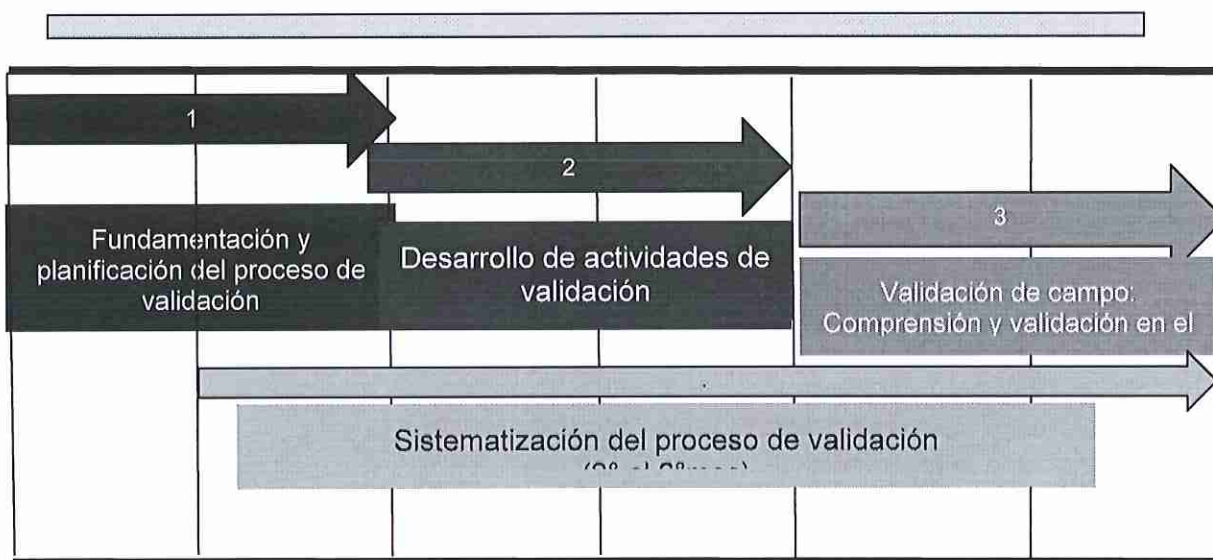 1
2
3
Fundamentación y
planificación del proceso de
validación
Desarrollo de actividades de
validación
Validación de campo:
Comprensión y validación en el
Sistematización del proceso de validación